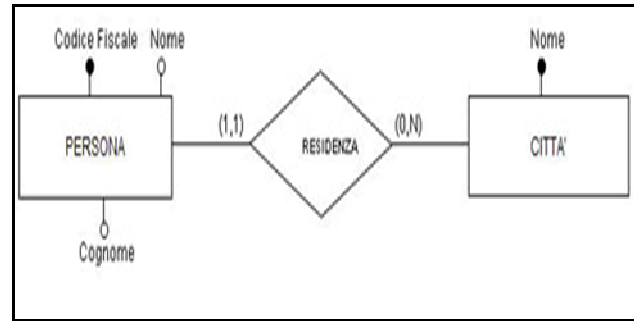 Codice Fiscale Nome
Nome
PERSONA
(1,1)
RESIDENZA
(0,N)
CITTA'
Cognome